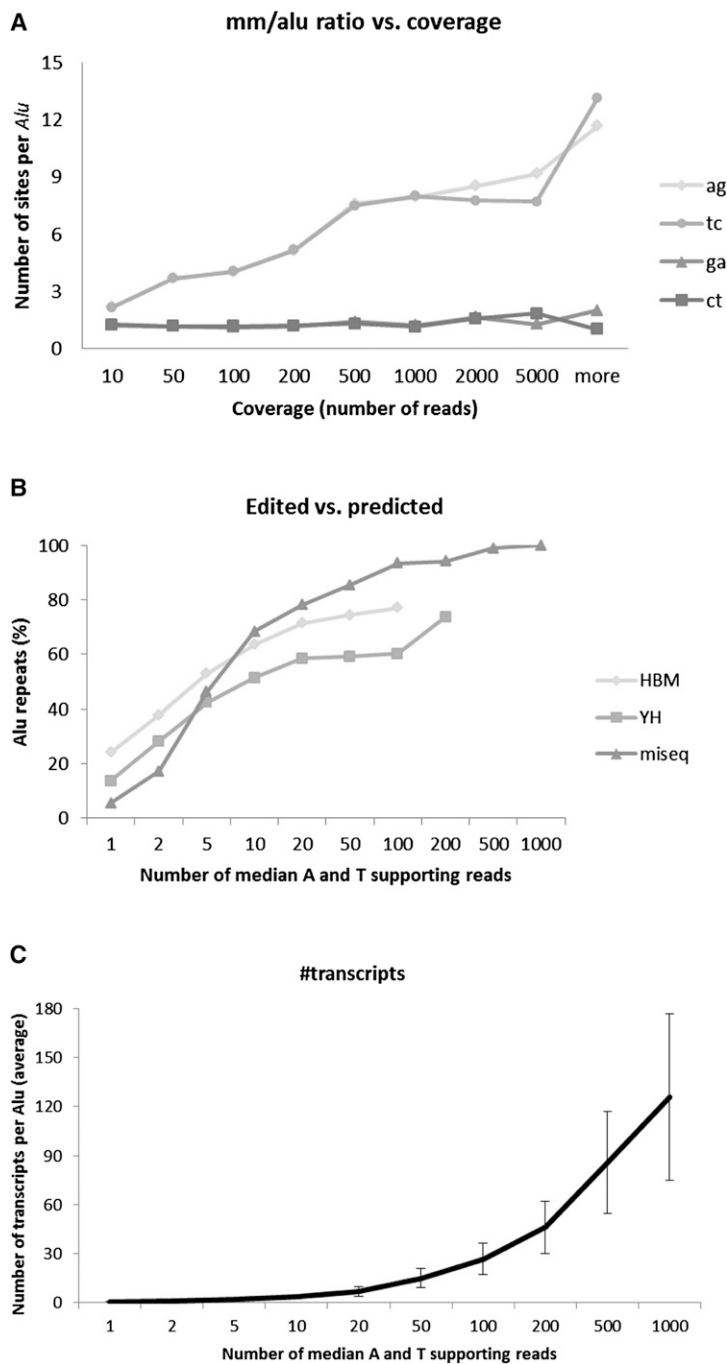 A
mm/alu ratio vs. coverage
Number of sites per Alu
15
12
9
6
3
0
10 50 100 200 500 1000 2000 5000 more
Coverage (number of reads)
ag
tc
ga
ct
B
Edited vs. predicted
Alu repeats (%)
100
80
60
40
20
0
1 2 5 10 20 50 100 200 500 1000
Number of median A and T supporting reads
HBM
YH
miseq
C
#transcripts
Number of transcripts per Alu (average)
180
150
120
90
60
30
0
1 2 5 10 20 50 100 200 500 1000
Number of median A and T supporting reads